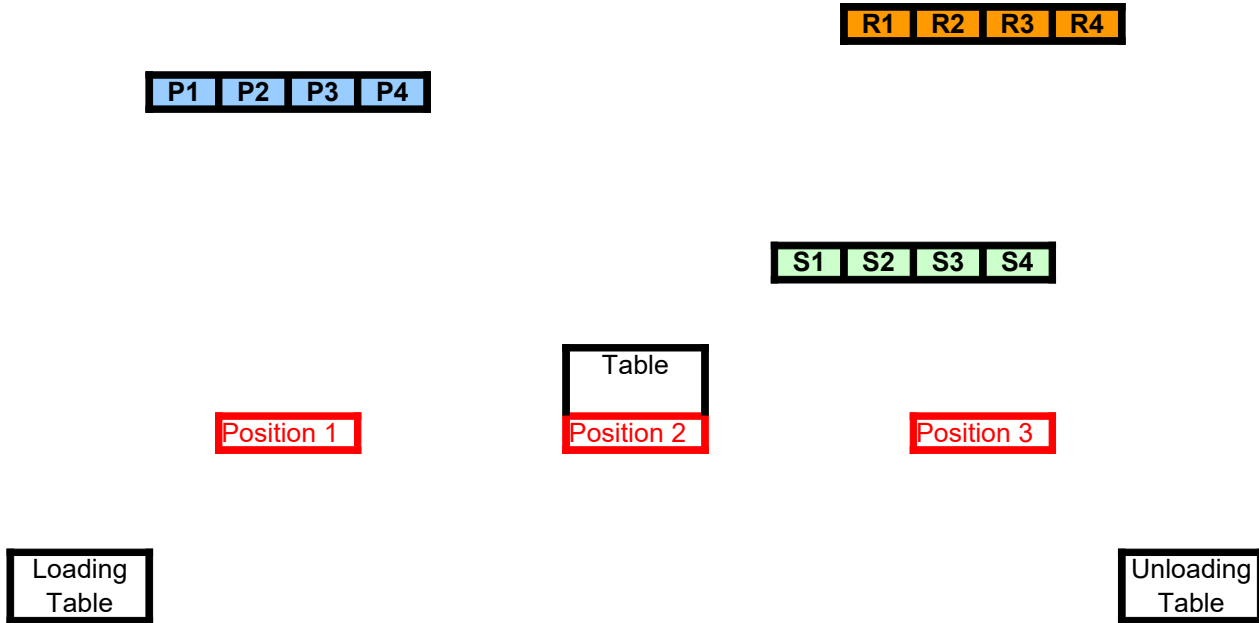 R1 R2 R3 R4
P1 P2 P3 P4
S1 S2 S3 S4
Table
Position 1 Position 2 Position 3
Loading
Table
Unloading
Table